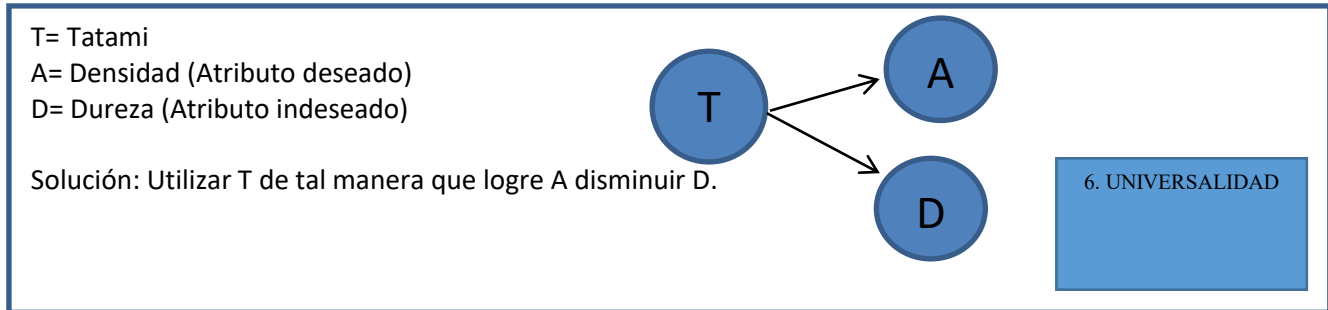 T= Tatami
A= Densidad (Atributo deseado)
D= Dureza (Atributo indeseado)
Solución: Utilizar T de tal manera que logre A disminuir D.
T
A
D
6. UNIVERSALIDAD